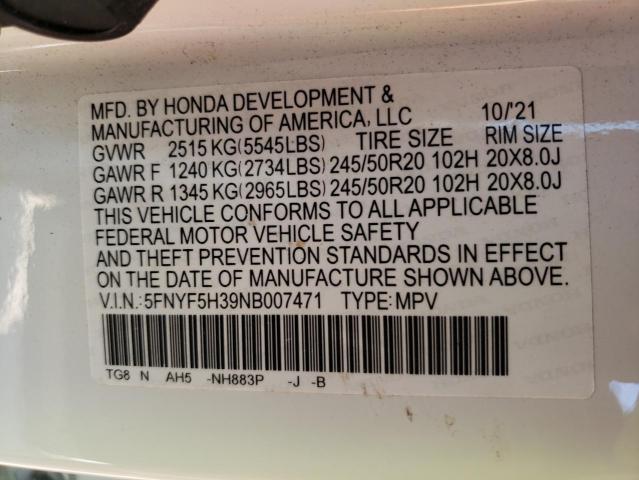 MFD. BY HONDA DEVELOPMENT &
MANUFACTURING OF AMERICA, LLC 10/'21
GVWR 2515 KG(5545LBS) TIRE SIZE RIM SIZE
GAWR F 1240 KG(2734LBS) 245/50R20 102H 20X8.0J
GAWR R 1345 KG(2965LBS) 245/50R20 102H 20X8.0J
THIS VEHICLE CONFORMS TO ALL APPLICABLE
FEDERAL MOTOR VEHICLE SAFETY
AND THEFT PREVENTION STANDARDS IN EFFECT
ON THE DATE OF MANUFACTURE SHOWN ABOVE.
V.I.N.:5FNYF5H39NB007471 TYPE:MPV
TG8 N AH5 -NH883P -J -B